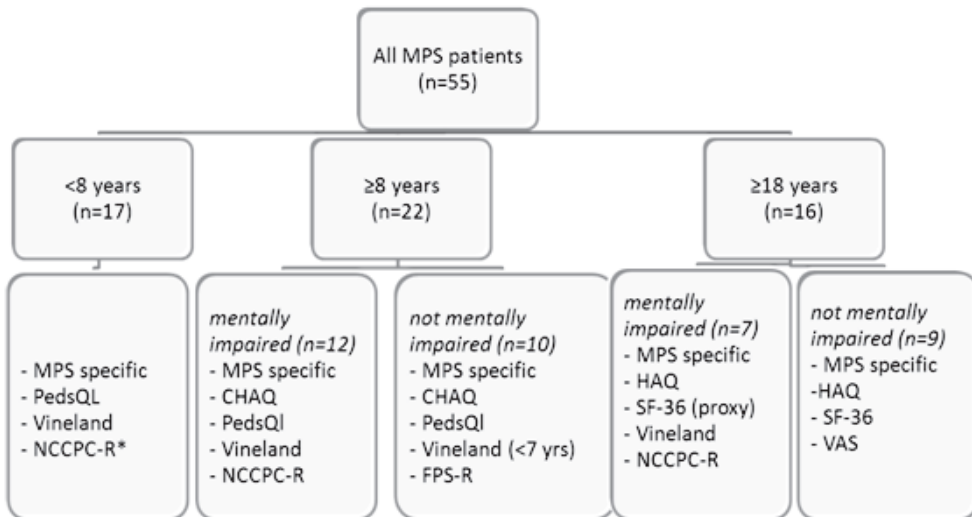 All MPS patients
(n=55)
<8 years
(n=17)
≥8 years
(n=22)
≥18 years
(n=16)
- MPS specific
- PedsQL
- Vineland
- NCCPC-R*
mentally
impaired (n=12)
- MPS specific
- CHAQ
- PedsQl
- Vineland
- NCCPC-R
not mentally
impaired (n=10)
- MPS specific
- CHAQ
- PedsQl
- Vineland (<7 yrs)
- FPS-R
mentally
impaired (n=7)
- MPS specific
- HAQ
- SF-36 (proxy)
- Vineland
- NCCPC-R
not mentally
impaired (n=9)
- MPS specific
-HAQ
- SF-36
- VAS